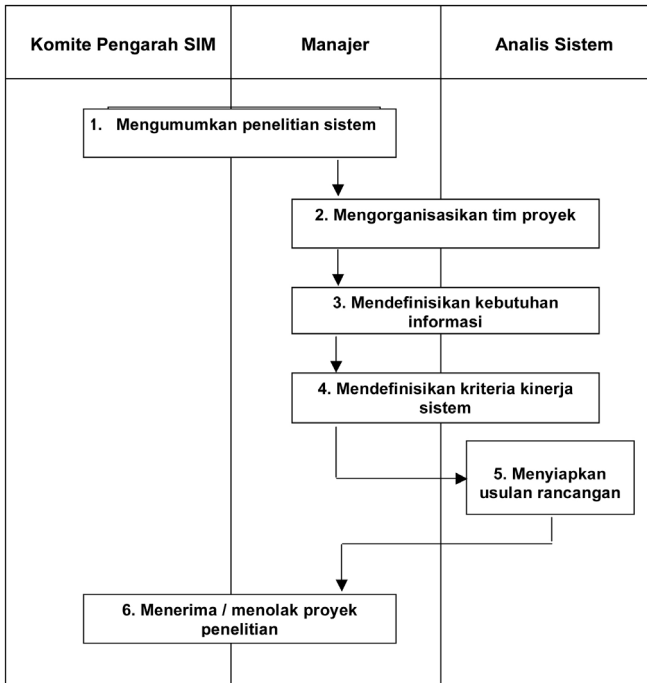 Komite Pengarah SIM
Manajer
Analis Sistem
1. Mengumumkan penelitian sistem
2. Mengorganisasikan tim proyek
3. Mendefinisikan kebutuhan
informasi
4. Mendefinisikan kriteria kinerja
sistem
5. Menyiapkan
usulan rancangan
6. Menerima / menolak proyek
penelitian